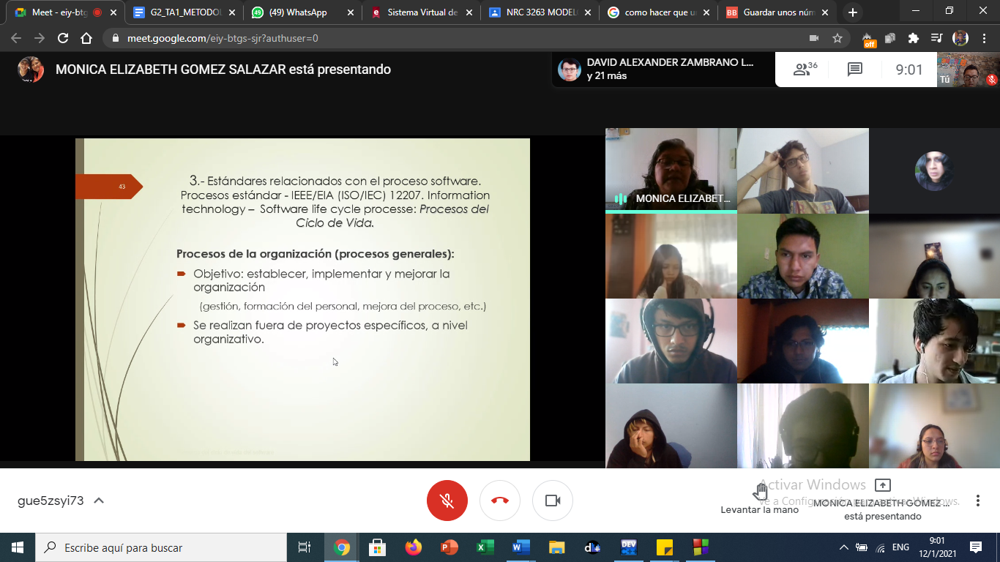 Meet - eiy-btg
G2_TA1_METODOL
(49) WhatsApp
Sistema Virtual de
NRC 3263 MODEL
como hacer que u
Guardar unos núm
meet.google.com/eiy-btgs-sjr?authuser=0
off
MONICA ELIZABETH GOMEZ SALAZAR está presentando
DAVID ALEXANDER ZAMBRANO L...
y 21 más
36
9:01
Tú
43
3.- Estándares relacionados con el proceso software.
Procesos estándar - IEEE/EIA (ISO/IEC) 12207. Information
technology – Software life cycle processe: Procesos del
Ciclo de Vida.
Procesos de la organización (procesos generales):
Objetivo: establecer, implementar y mejorar la
organización
(gestión, formación del personal, mejora del proceso, etc.)
Se realizan fuera de proyectos específicos, a nivel
organizativo.
MONICA ELIZABET...
gue5zsyi73
Levantar la mano
Activar Windows
Ve a Configuración para activar Windows.
MONICA ELIZABETH GOMEZ ...
está presentando
Escribe aquí para buscar
ENG
9:01
12/1/2021